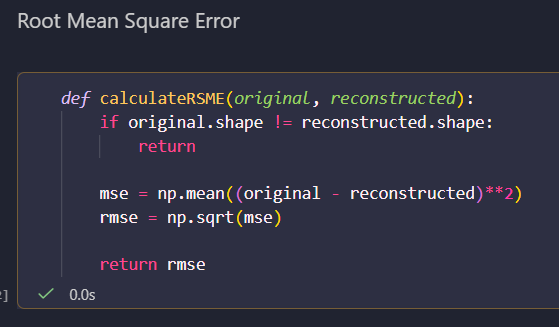 Root Mean Square Error
def calculateRSME(original, reconstructed):
    if original.shape != reconstructed.shape:
        return
    mse = np.mean((original - reconstructed)**2)
    rmse = np.sqrt(mse)
    return rmse
]
✓ 0.0s